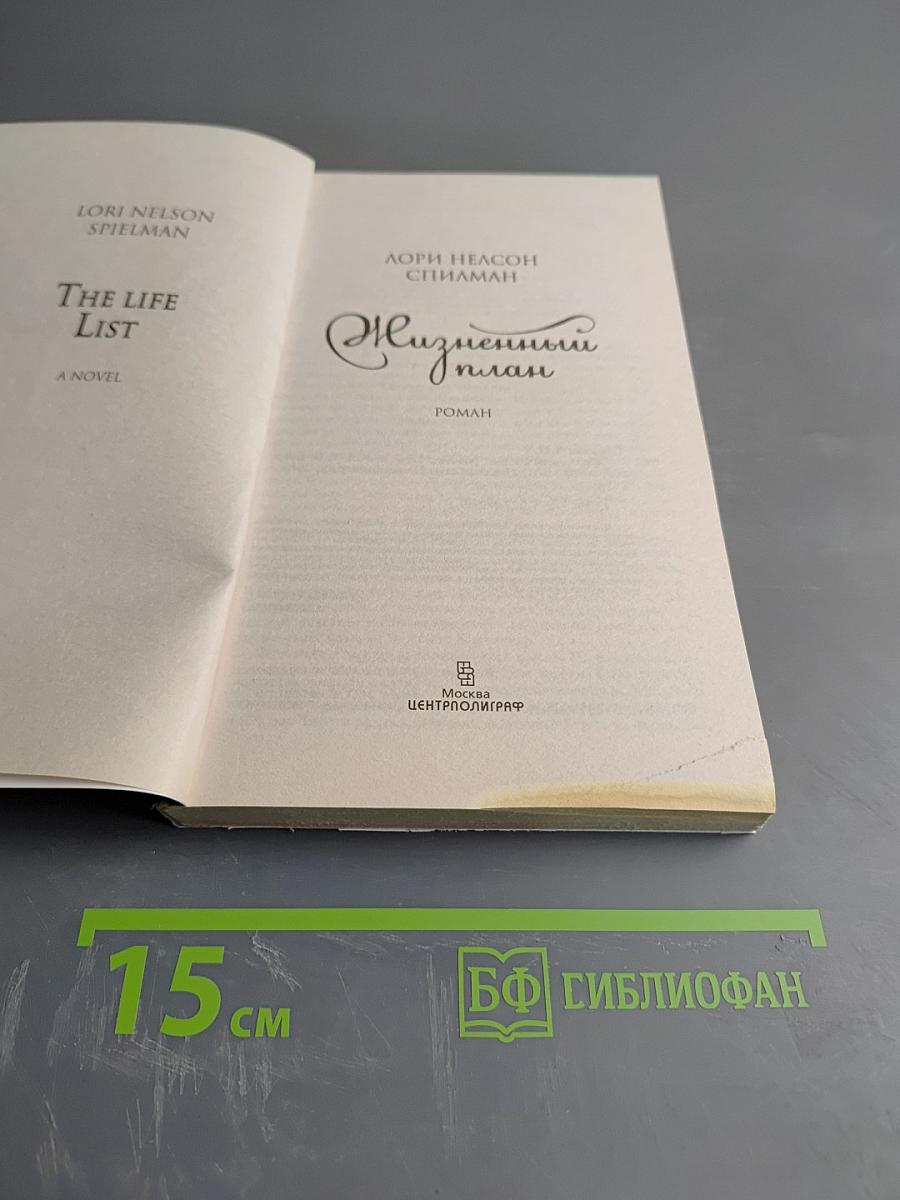 LORI NELSON
SPIELMAN
THE LIFE
LIST
A NOVEL
ЛОРИ НЕЛСОН
СПИЛМАН
Жизненный
план
РОМАН
Москва
ЦЕНТРПОЛИГРАФ
15 см
БФ БИБЛИОФАН